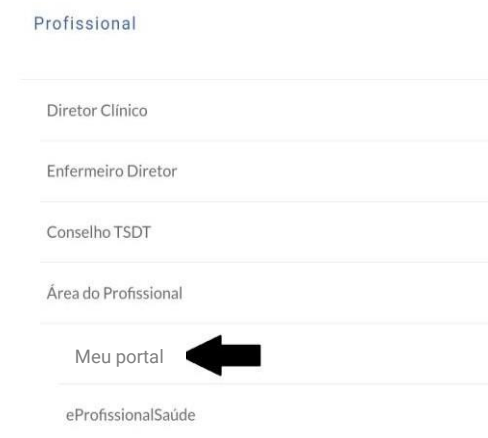 Profissional
Diretor Clínico
Enfermeiro Diretor
Conselho TSDT
Área do Profissional
Meu portal
eProfissionalSaúde